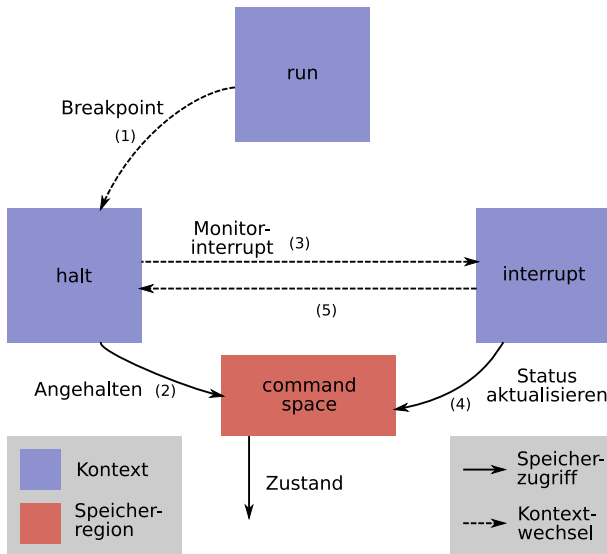 run
Breakpoint
(1)
Monitor-
interrupt (3)
halt
interrupt
(5)
Angehalten (2)
command
space
(4)
Status
aktualisieren
Zustand
Kontext
Speicher-
region
Speicher-
zugriff
Kontext-
wechsel